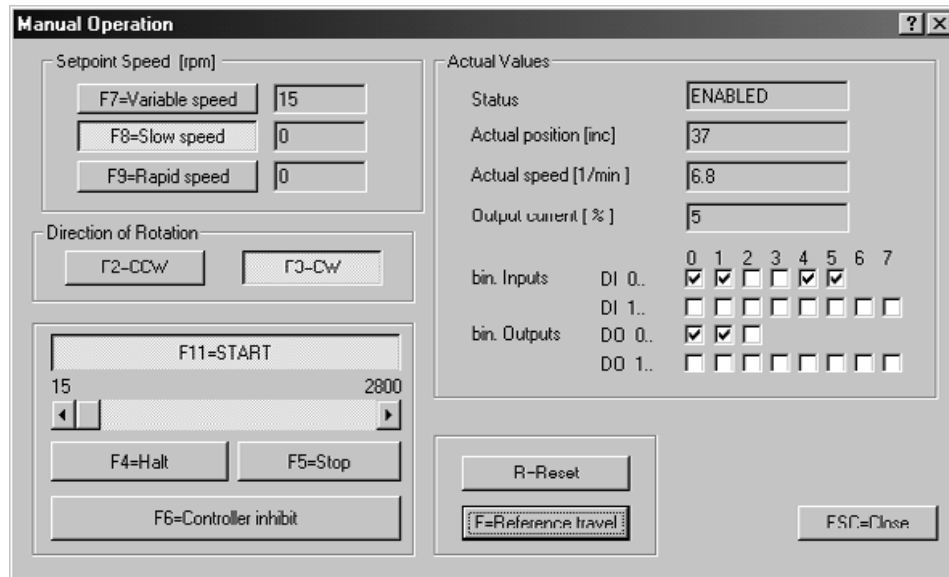 Manual Operation
Setpoint Speed [rpm]
F7=Variable speed 15
F8=Slow speed 0
F9=Rapid speed 0
Direction of Rotation
F2=CCW F3=CW
F11=START
15 2800
F4=Halt F5=Stop
F6=Controller inhibit
Actual Values
Status ENABLED
Actual position [inc] 37
Actual speed [1/min ] 6.8
Output current [ % ] 5
0 1 2 3 4 5 6 7
bin. Inputs DI 0..
DI 1..
bin. Outputs DO 0..
DO 1..
R=Reset
F=Reference travel
ESC=Close